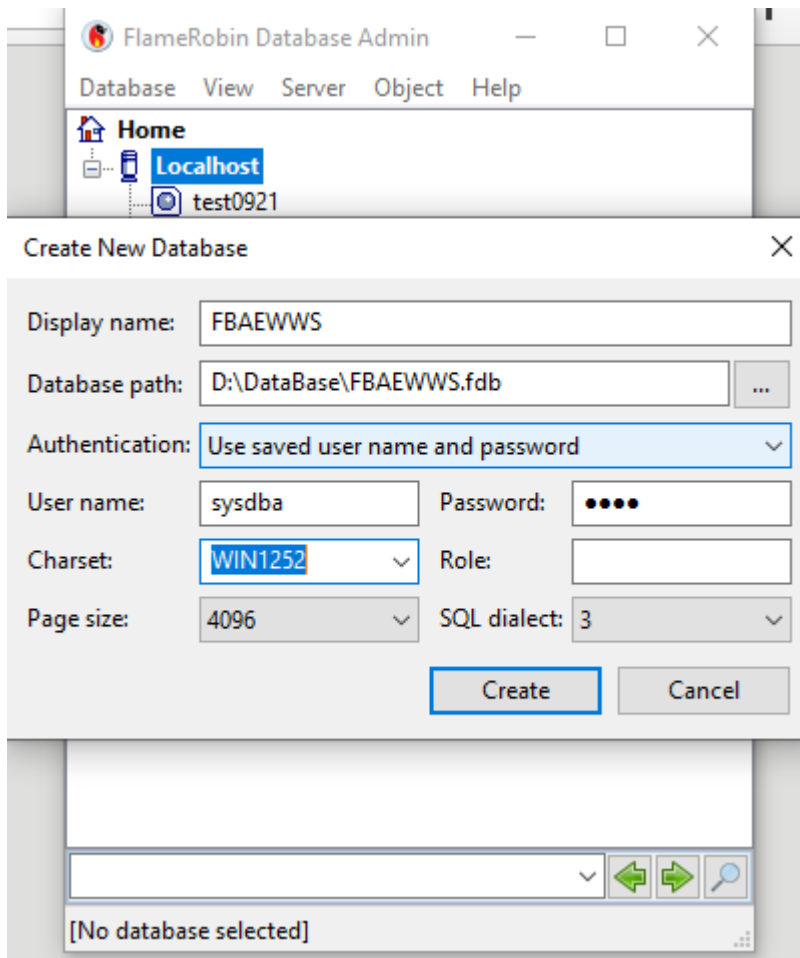 FlameRobin Database Admin
Database View Server Object Help
Home
Localhost
test0921
Create New Database
Display name: FBAEWWS
Database path: D:\DataBase\FBAEWWS.fdb ...
Authentication: Use saved user name and password
User name: sysdba Password: ●●●●
Charset: WIN1252 Role:
Page size: 4096 SQL dialect: 3
Create Cancel
[No database selected]